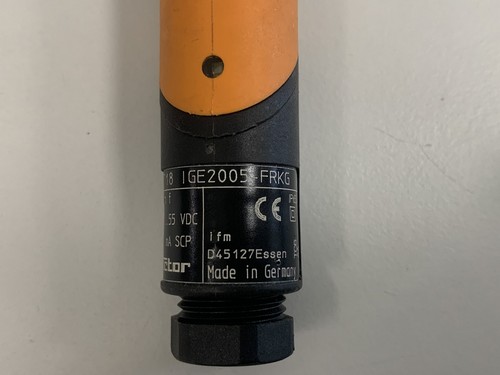 IGE2005-FRKG
55 VDC
mA SCP
CE
ifm
D45127Essen
Made in Germany